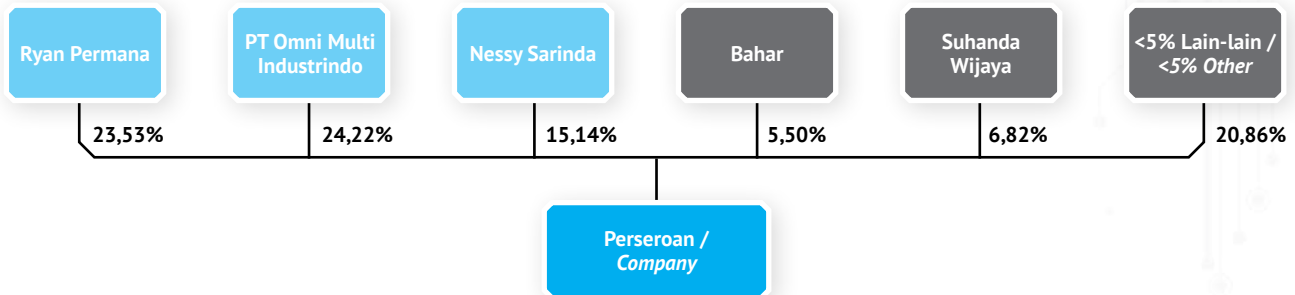 Ryan Permana
PT Omni Multi
Industrindo
Nessy Sarinda
Bahar
Suhanda
Wijaya
<5% Lain-lain /
<5% Other
23,53%
24,22%
15,14%
5,50%
6,82%
20,86%
Perseroan /
Company